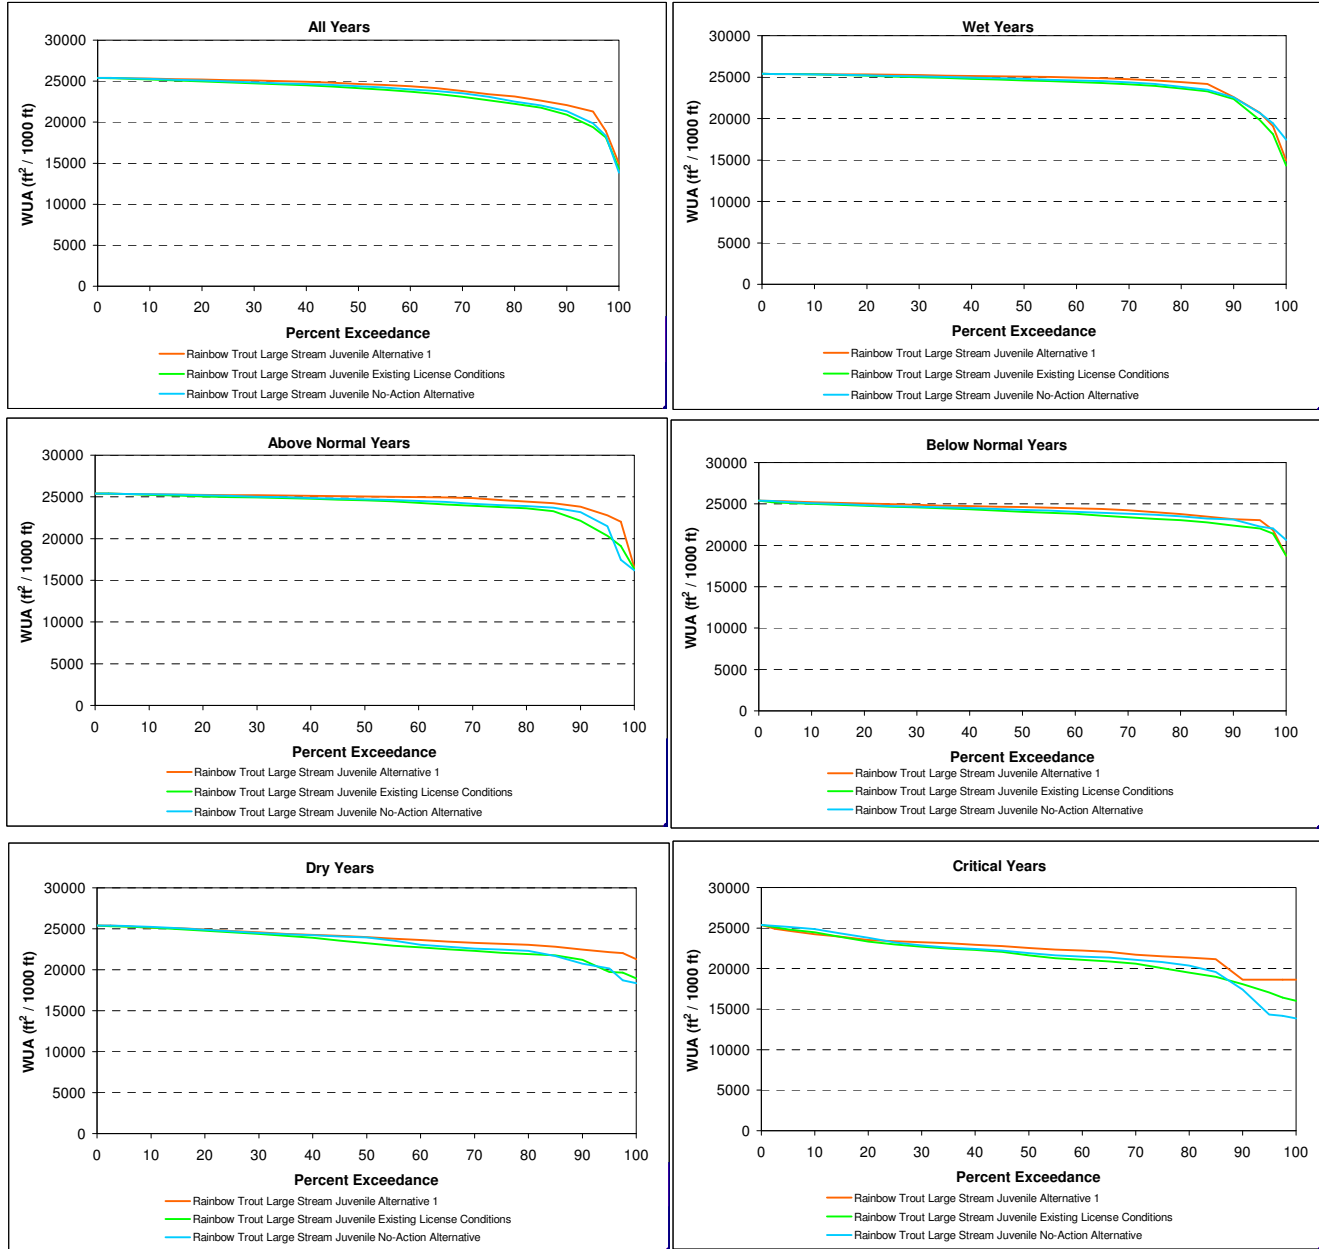 All Years
30000
25000
20000
15000
10000
5000
0
WUA (ft² / 1000 ft)
0 10 20 30 40 50 60 70 80 90 100
Percent Exceedance
Rainbow Trout Large Stream Juvenile Alternative 1
Rainbow Trout Large Stream Juvenile Existing License Conditions
Rainbow Trout Large Stream Juvenile No-Action Alternative
Wet Years
30000
25000
20000
15000
10000
5000
0
WUA (ft² / 1000 ft)
0 10 20 30 40 50 60 70 80 90 100
Percent Exceedance
Rainbow Trout Large Stream Juvenile Alternative 1
Rainbow Trout Large Stream Juvenile Existing License Conditions
Rainbow Trout Large Stream Juvenile No-Action Alternative
Above Normal Years
30000
25000
20000
15000
10000
5000
0
WUA (ft² / 1000 ft)
0 10 20 30 40 50 60 70 80 90 100
Percent Exceedance
Rainbow Trout Large Stream Juvenile Alternative 1
Rainbow Trout Large Stream Juvenile Existing License Conditions
Rainbow Trout Large Stream Juvenile No-Action Alternative
Below Normal Years
30000
25000
20000
15000
10000
5000
0
WUA (ft² / 1000 ft)
0 10 20 30 40 50 60 70 80 90 100
Percent Exceedance
Rainbow Trout Large Stream Juvenile Alternative 1
Rainbow Trout Large Stream Juvenile Existing License Conditions
Rainbow Trout Large Stream Juvenile No-Action Alternative
Dry Years
30000
25000
20000
15000
10000
5000
0
WUA (ft² / 1000 ft)
0 10 20 30 40 50 60 70 80 90 100
Percent Exceedance
Rainbow Trout Large Stream Juvenile Alternative 1
Rainbow Trout Large Stream Juvenile Existing License Conditions
Rainbow Trout Large Stream Juvenile No-Action Alternative
Critical Years
30000
25000
20000
15000
10000
5000
0
WUA (ft² / 1000 ft)
0 10 20 30 40 50 60 70 80 90 100
Percent Exceedance
Rainbow Trout Large Stream Juvenile Alternative 1
Rainbow Trout Large Stream Juvenile Existing License Conditions
Rainbow Trout Large Stream Juvenile No-Action Alternative